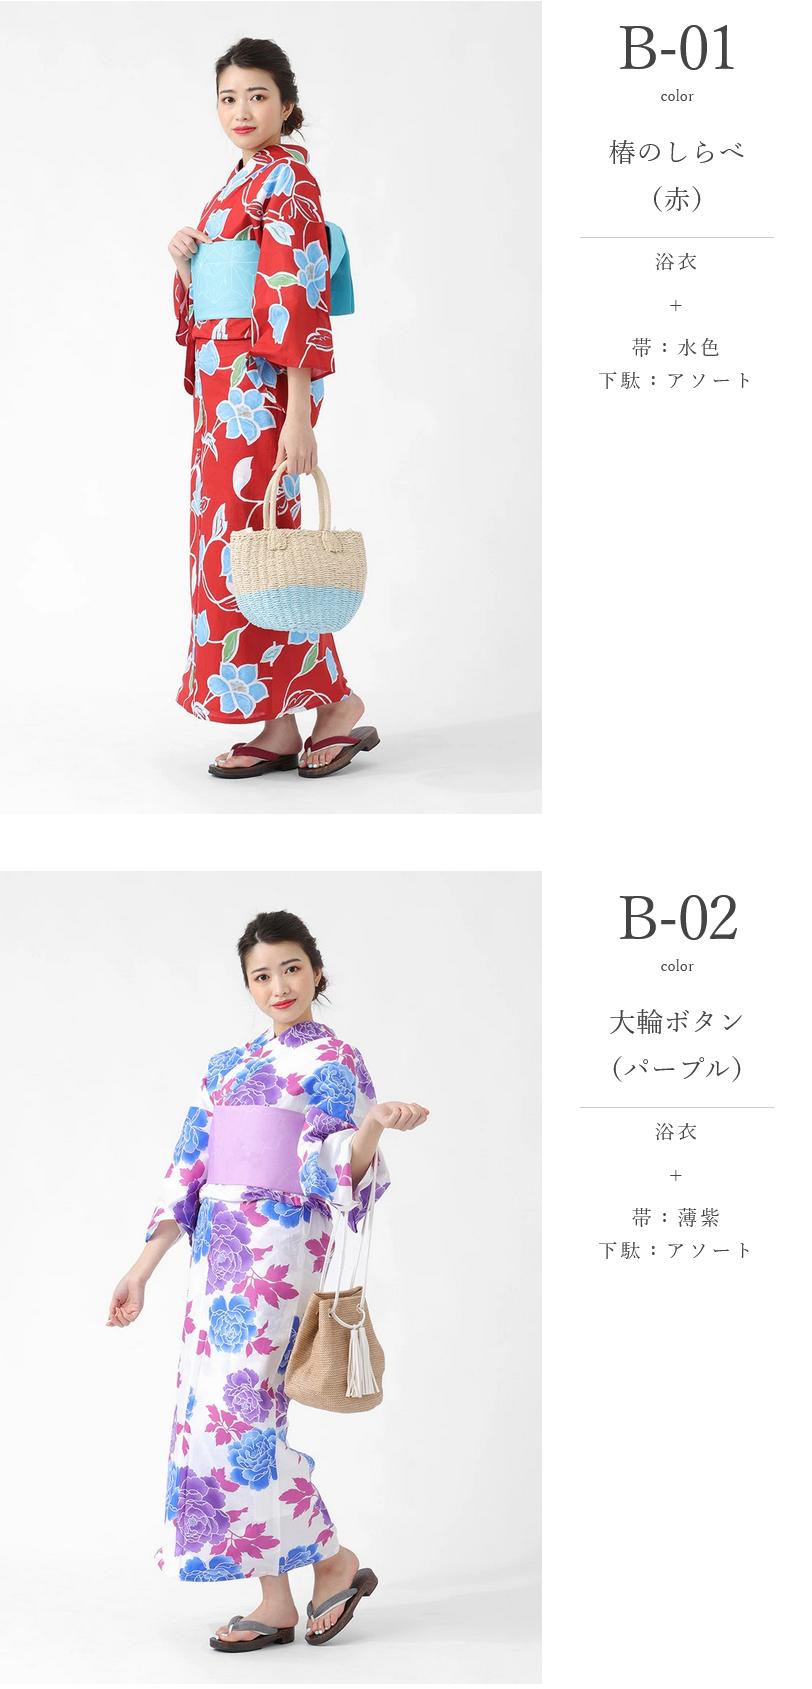 B-01
color
椿のしらべ
（赤）
浴衣
+
帯：水色
下駄：アソート
B-02
color
大輪ボタン
（パープル）
浴衣
+
帯：薄紫
下駄：アソート